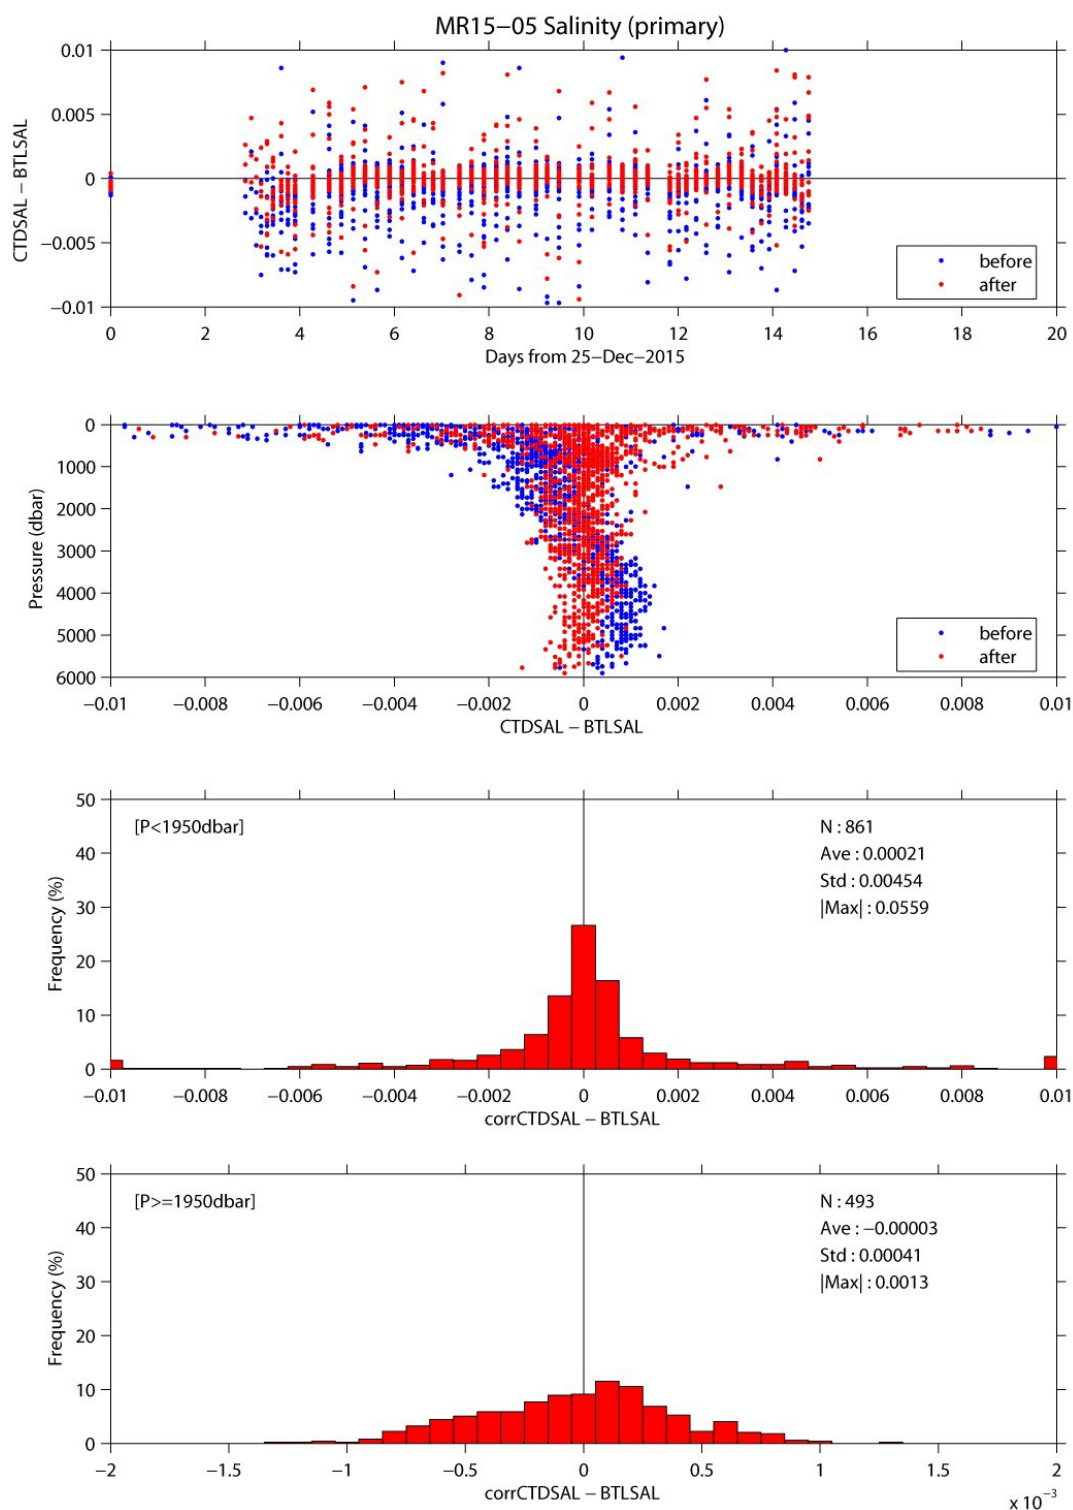 MR15−05 Salinity (primary)
0.01
0.005
0
−0.005
−0.01
CTDSAL − BTLSAL
before
after
0 2 4 6 8 10 12 14 16 18 20
Days from 25−Dec−2015
0
1000
2000
3000
4000
5000
6000
Pressure (dbar)
before
after
−0.01 −0.008 −0.006 −0.004 −0.002 0 0.002 0.004 0.006 0.008 0.01
CTDSAL − BTLSAL
50
40
30
20
10
0
Frequency (%)
[P<1950dbar]
N : 861
Ave : 0.00021
Std : 0.00454
|Max| : 0.0559
−0.01 −0.008 −0.006 −0.004 −0.002 0 0.002 0.004 0.006 0.008 0.01
corrCTDSAL − BTLSAL
50
40
30
20
10
0
Frequency (%)
[P>=1950dbar]
N : 493
Ave : −0.00003
Std : 0.00041
|Max| : 0.0013
−2 −1.5 −1 −0.5 0 0.5 1 1.5 2
corrCTDSAL − BTLSAL
x 10⁻³